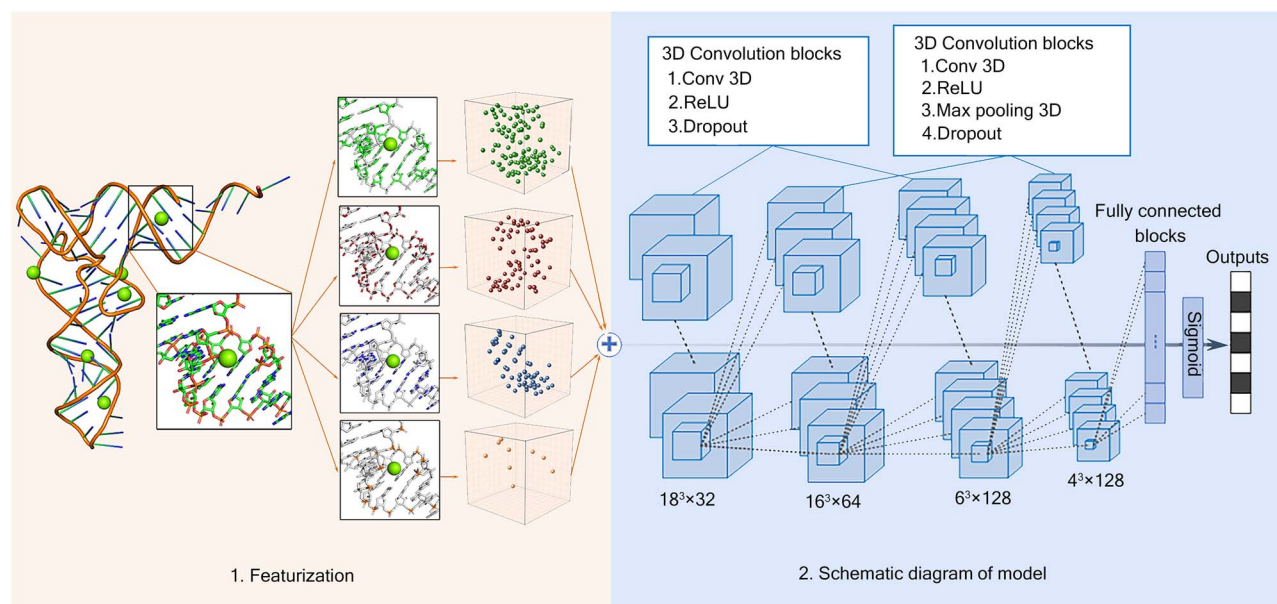 3D Convolution blocks
1.Conv 3D
2.ReLU
3.Dropout
3D Convolution blocks
1.Conv 3D
2.ReLU
3.Max pooling 3D
4.Dropout
Fully connected
blocks
Outputs
+
...
Sigmoid
18³×32
16³×64
6³×128
4³×128
1. Featurization
2. Schematic diagram of model